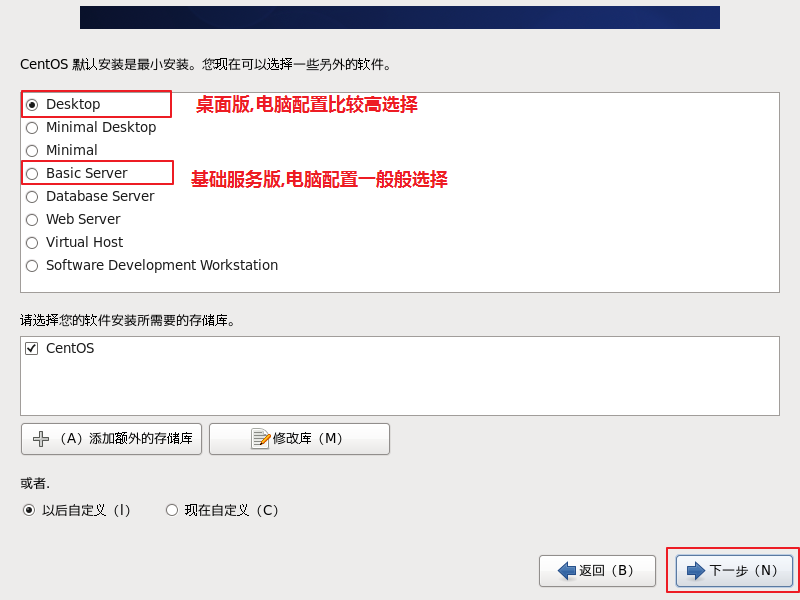 CentOS 默认安装是最小安装。您现在可以选择一些另外的软件。
Desktop 桌面版,电脑配置比较高选择
Minimal Desktop
Minimal
Basic Server 基础服务版,电脑配置一般般选择
Database Server
Web Server
Virtual Host
Software Development Workstation
请选择您的软件安装所需要的存储库。
CentOS
（A）添加额外的存储库 修改库（M）
或者.
以后自定义（l） 现在自定义（C）
返回（B） 下一步（N）